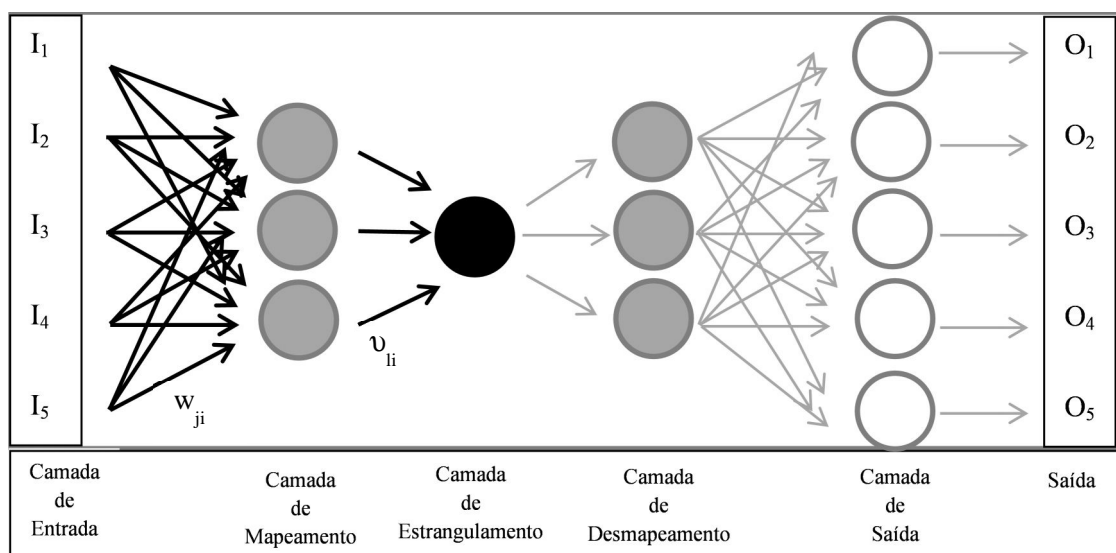 I1
I2
I3
I4
I5
wji
υli
O1
O2
O3
O4
O5
Camada
de
Entrada
Camada
de
Mapeamento
Camada
de
Estrangulamento
Camada
de
Desmapeamento
Camada
de
Saída
Saída